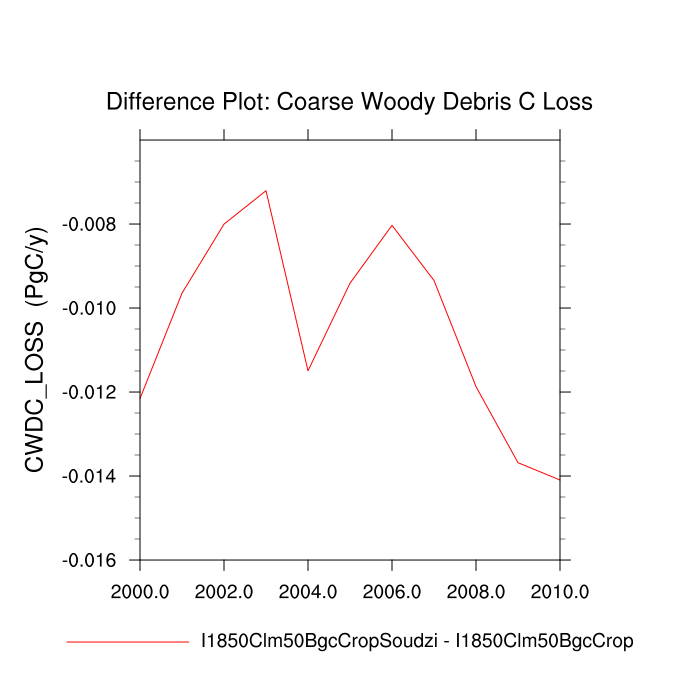 Difference Plot: Coarse Woody Debris C Loss
CWDC_LOSS (PgC/y)
-0.008
-0.010
-0.012
-0.014
-0.016
2000.0 2002.0 2004.0 2006.0 2008.0 2010.0
I1850Clm50BgcCropSoudzi - I1850Clm50BgcCrop